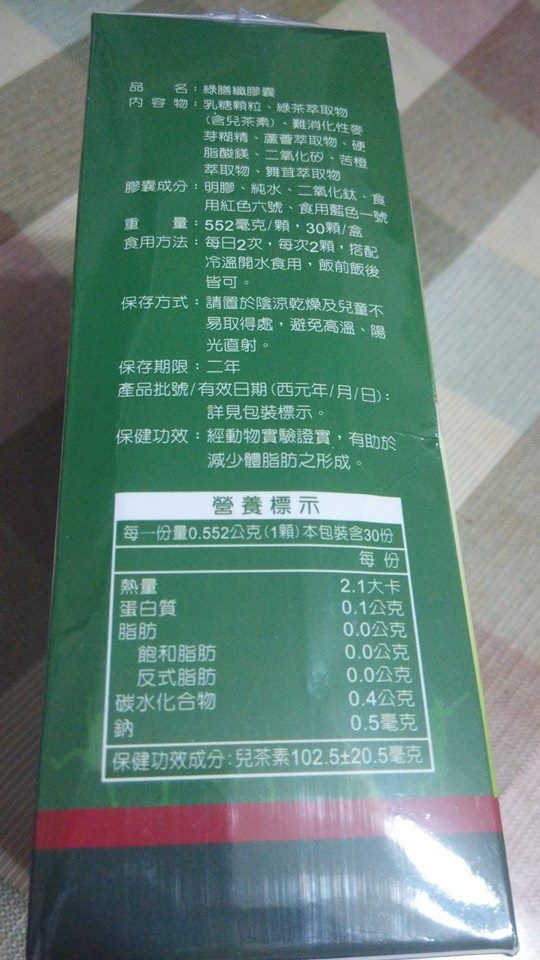 品　　名：綠膳纖膠囊
內 容 物：乳糖顆粒、綠茶萃取物
(含兒茶素)、難消化性麥
芽糊精、蘆薈萃取物、硬
脂酸鎂、二氧化矽、苦橙
萃取物、舞茸萃取物
膠囊成分：明膠、純水、二氧化鈦、食
用紅色六號、食用藍色一號
重　　量：552毫克/顆，30顆/盒
食用方法：每日2次，每次2顆，搭配
冷溫開水食用，飯前飯後
皆可。
保存方式：請置於陰涼乾燥及兒童不
易取得處，避免高溫、陽
光直射。
保存期限：二年
產品批號/有效日期(西元年/月/日)：
詳見包裝標示。
保健功效：經動物實驗證實，有助於
減少體脂肪之形成。
營養標示
每一份量0.552公克(1顆)本包裝含30份
每 份
熱量 2.1大卡
蛋白質 0.1公克
脂肪 0.0公克
飽和脂肪 0.0公克
反式脂肪 0.0公克
碳水化合物 0.4公克
鈉 0.5毫克
保健功效成分:兒茶素102.5±20.5毫克